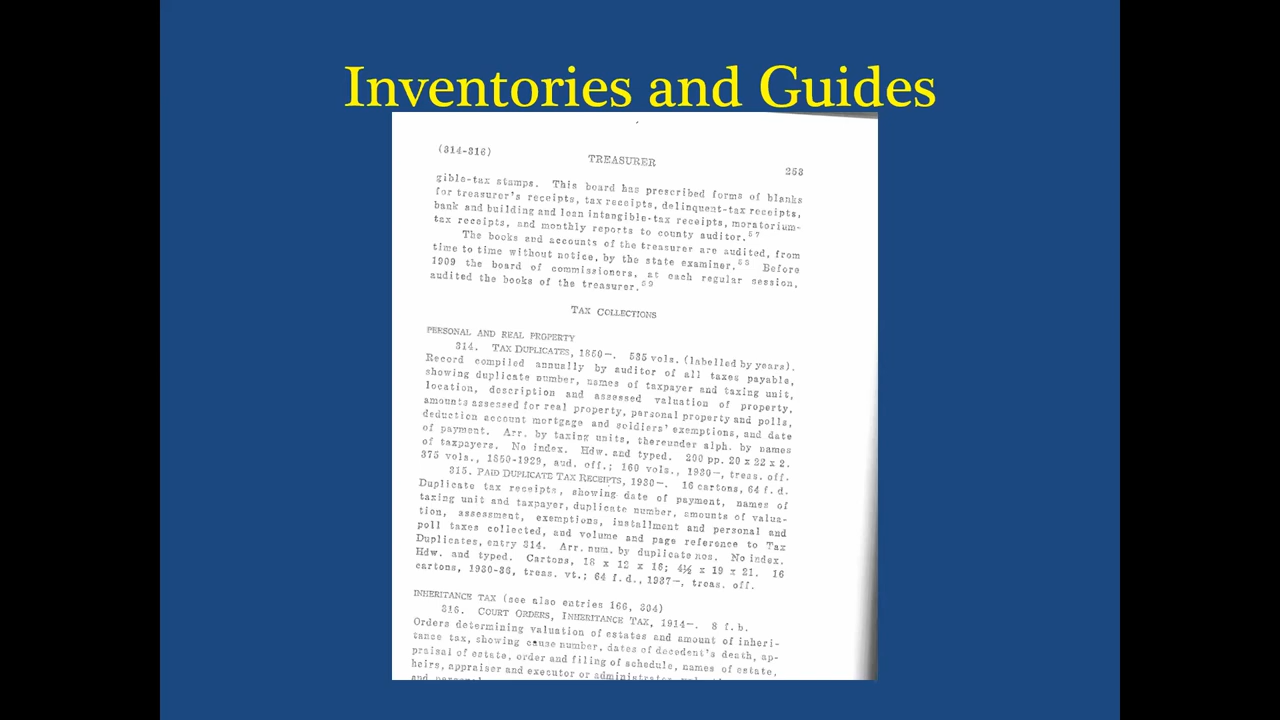 Inventories and Guides
(314-316)
TREASURER
253
gible-tax stamps. This board has prescribed forms of blanks
for treasurer's receipts, tax receipts, delinquent-tax receipts,
bank and building and loan intangible-tax receipts, moratorium-
tax receipts, and monthly reports to county auditor.57
The books and accounts of the treasurer are audited, from
time to time without notice, by the state examiner.58 Before
1909 the board of commissioners, at each regular session,
audited the books of the treasurer.59
TAX COLLECTIONS
PERSONAL AND REAL PROPERTY
314. TAX DUPLICATES, 1850—. 535 vols. (labelled by years).
Record compiled annually by auditor of all taxes payable,
showing duplicate number, names of taxpayer and taxing unit,
location, description and assessed valuation of property,
amounts assessed for real property, personal property and polls,
deduction account mortgage and soldiers' exemptions, and date
of payment. Arr. by taxing units, thereunder alph. by names
of taxpayers. No index. Hdw. and typed. 200 pp. 20 x 22 x 2.
375 vols., 1850-1929, aud. off.; 160 vols., 1930—, treas. off.
315. PAID DUPLICATE TAX RECEIPTS, 1930—. 16 cartons, 64 f. d.
Duplicate tax receipts, showing date of payment, names of
taxing unit and taxpayer, duplicate number, amounts of valua-
tion, assessment, exemptions, installment and personal and
poll taxes collected, and volume and page reference to Tax
Duplicates, entry 314. Arr. num. by duplicate nos. No index.
Hdw. and typed. Cartons, 18 x 12 x 16; 4½ x 19 x 21. 16
cartons, 1930-36, treas. vt.; 64 f. d., 1937—, treas. off.
INHERITANCE TAX (see also entries 166, 304)
316. COURT ORDERS, INHERITANCE TAX, 1914—. 8 f. b.
Orders determining valuation of estates and amount of inheri-
tance tax, showing cause number, dates of decedent's death, ap-
praisal of estate, order and filing of schedule, names of estate,
heirs, appraiser and executor or administrator